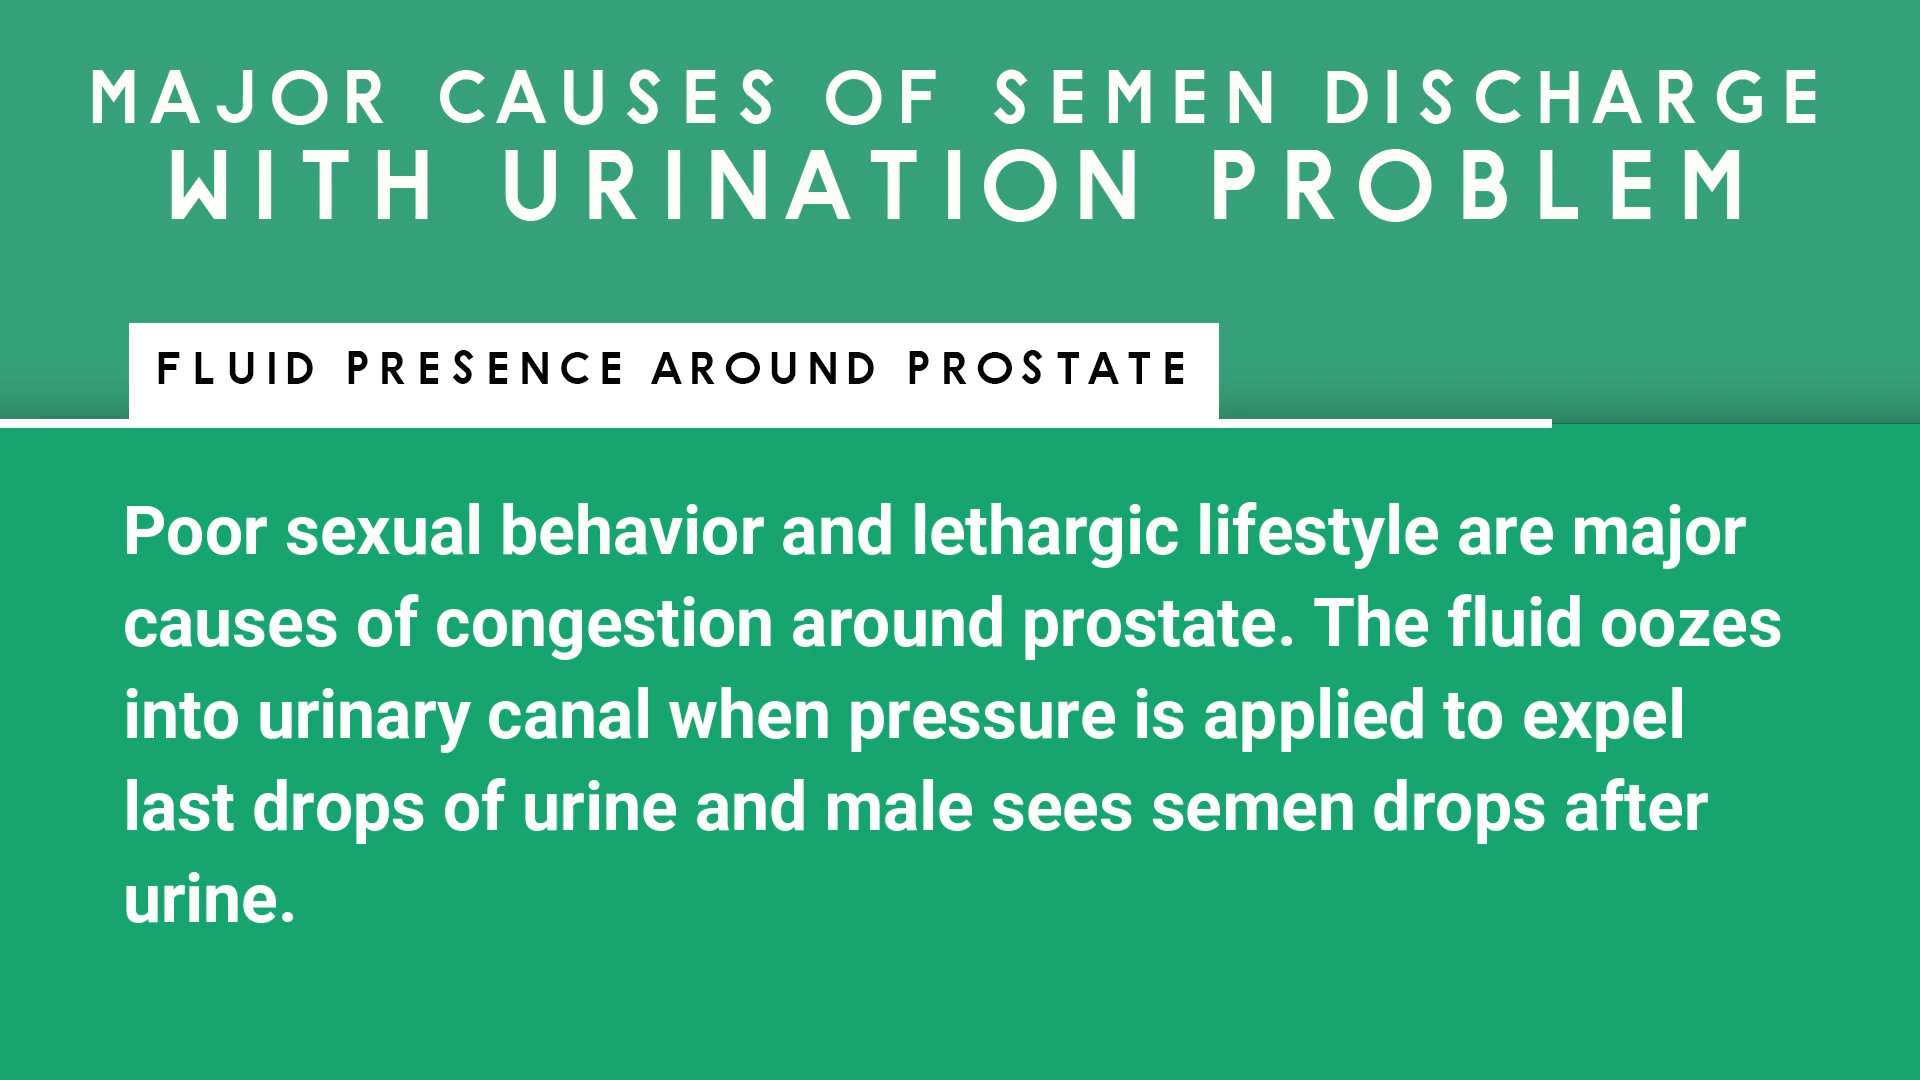 MAJOR CAUSES OF SEMEN DISCHARGE
WITH URINATION PROBLEM
FLUID PRESENCE AROUND PROSTATE
Poor sexual behavior and lethargic lifestyle are major
causes of congestion around prostate. The fluid oozes
into urinary canal when pressure is applied to expel
last drops of urine and male sees semen drops after
urine.